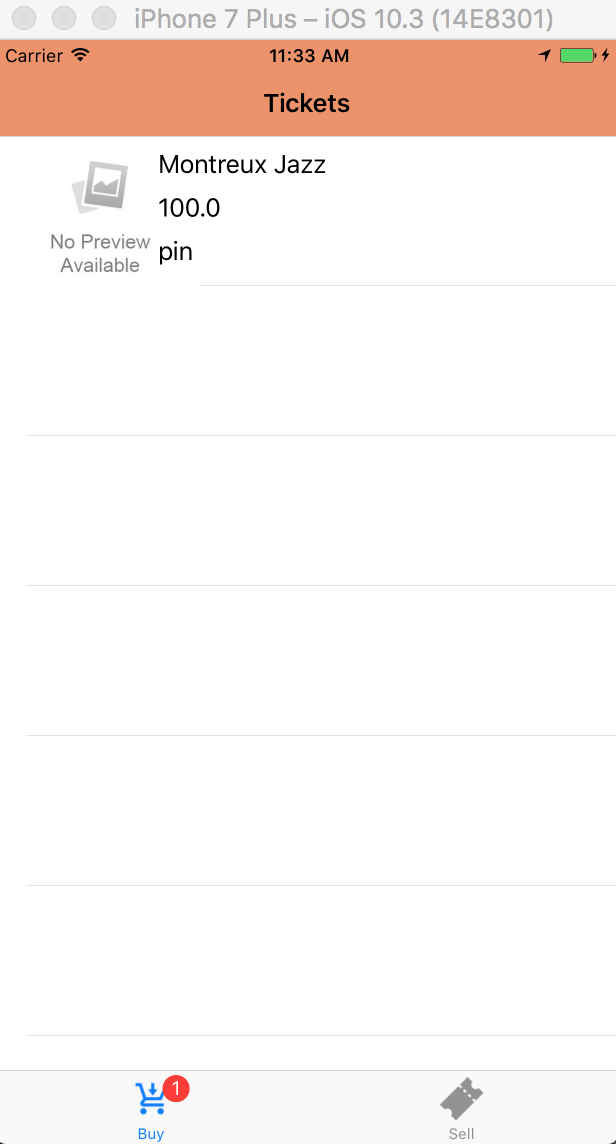 iPhone 7 Plus – iOS 10.3 (14E8301)
Carrier 11:33 AM
Tickets
Montreux Jazz
100.0
pin
No Preview
Available
1
Buy
Sell